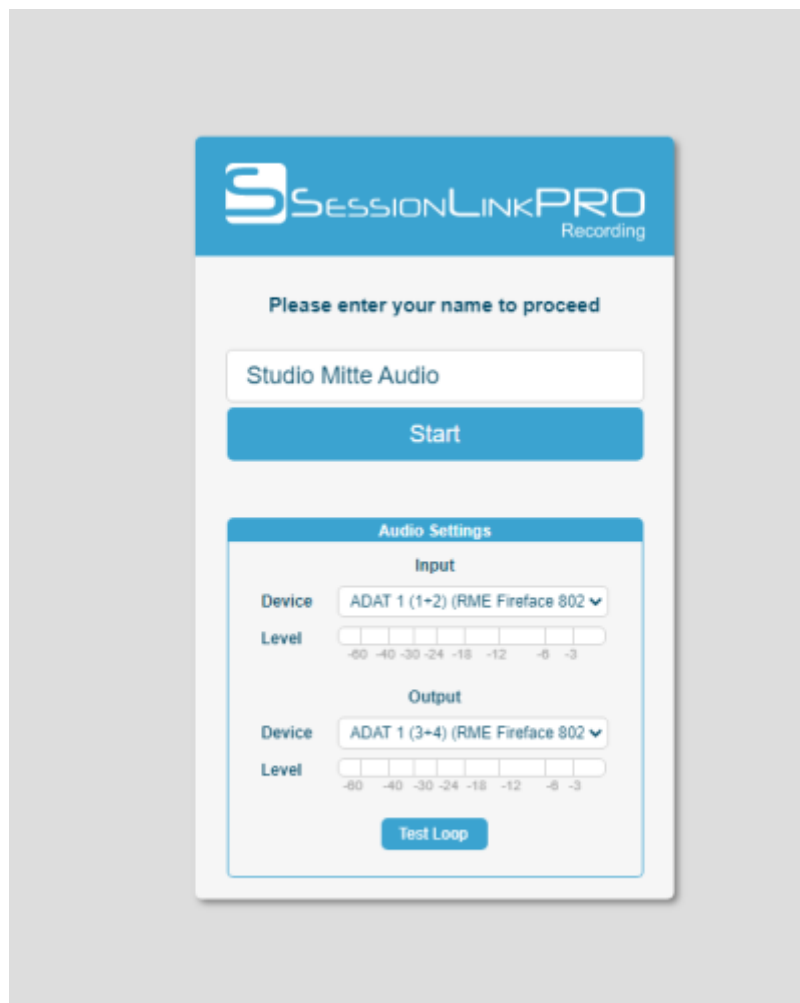 SESSIONLINKPRO
Recording
Please enter your name to proceed
Studio Mitte Audio
Start
Audio Settings
Input
Device ADAT 1 (1+2) (RME Fireface 802
Level
-60 -40 -30 -24 -18 -12 -6 -3
Output
Device ADAT 1 (3+4) (RME Fireface 802
Level
-60 -40 -30 -24 -18 -12 -6 -3
Test Loop